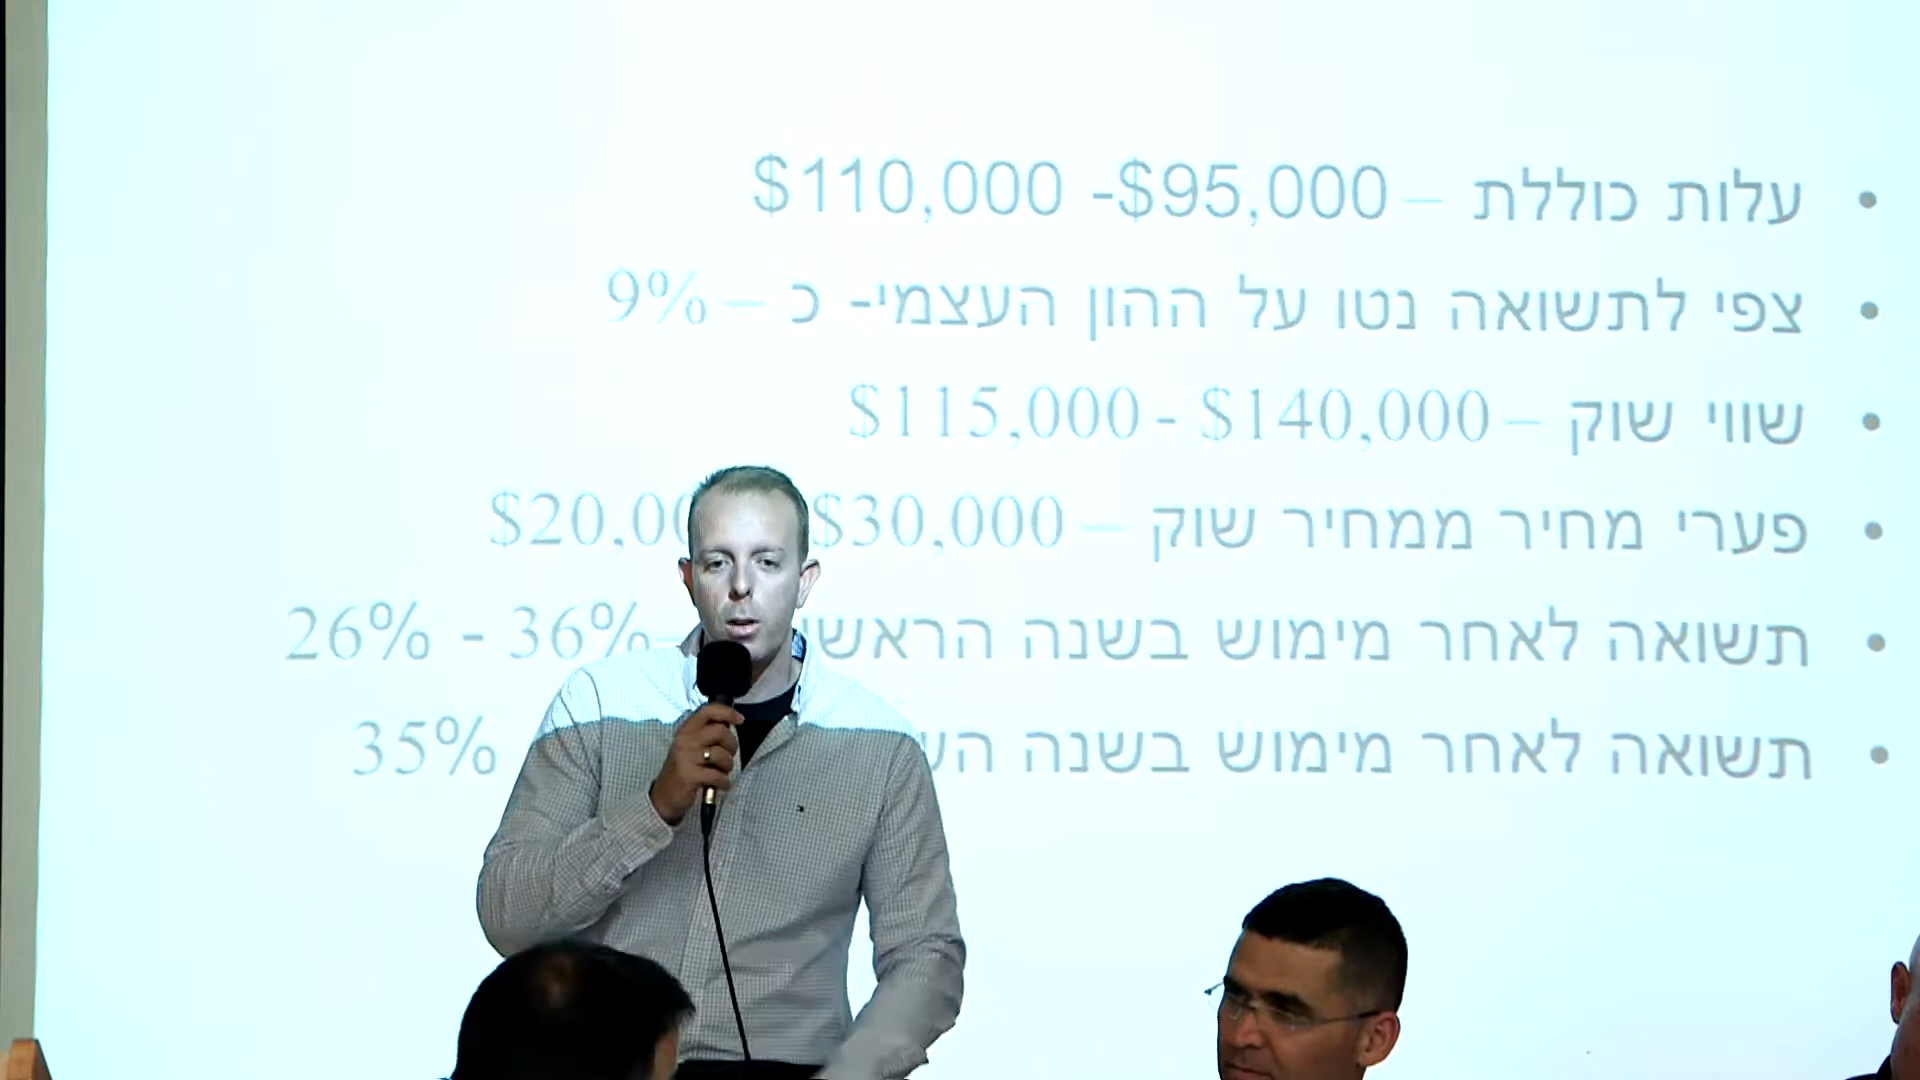 עלות כוללת – $95,000- $110,000
צפי לתשואה נטו על ההון העצמי- כ – 9%
שווי שוק – $140,000 - $115,000
פערי מחיר ממחיר שוק – $30,000
תשואה לאחר מימוש בשנה 36% - 26%
תשואה לאחר מימוש בשנה 35%